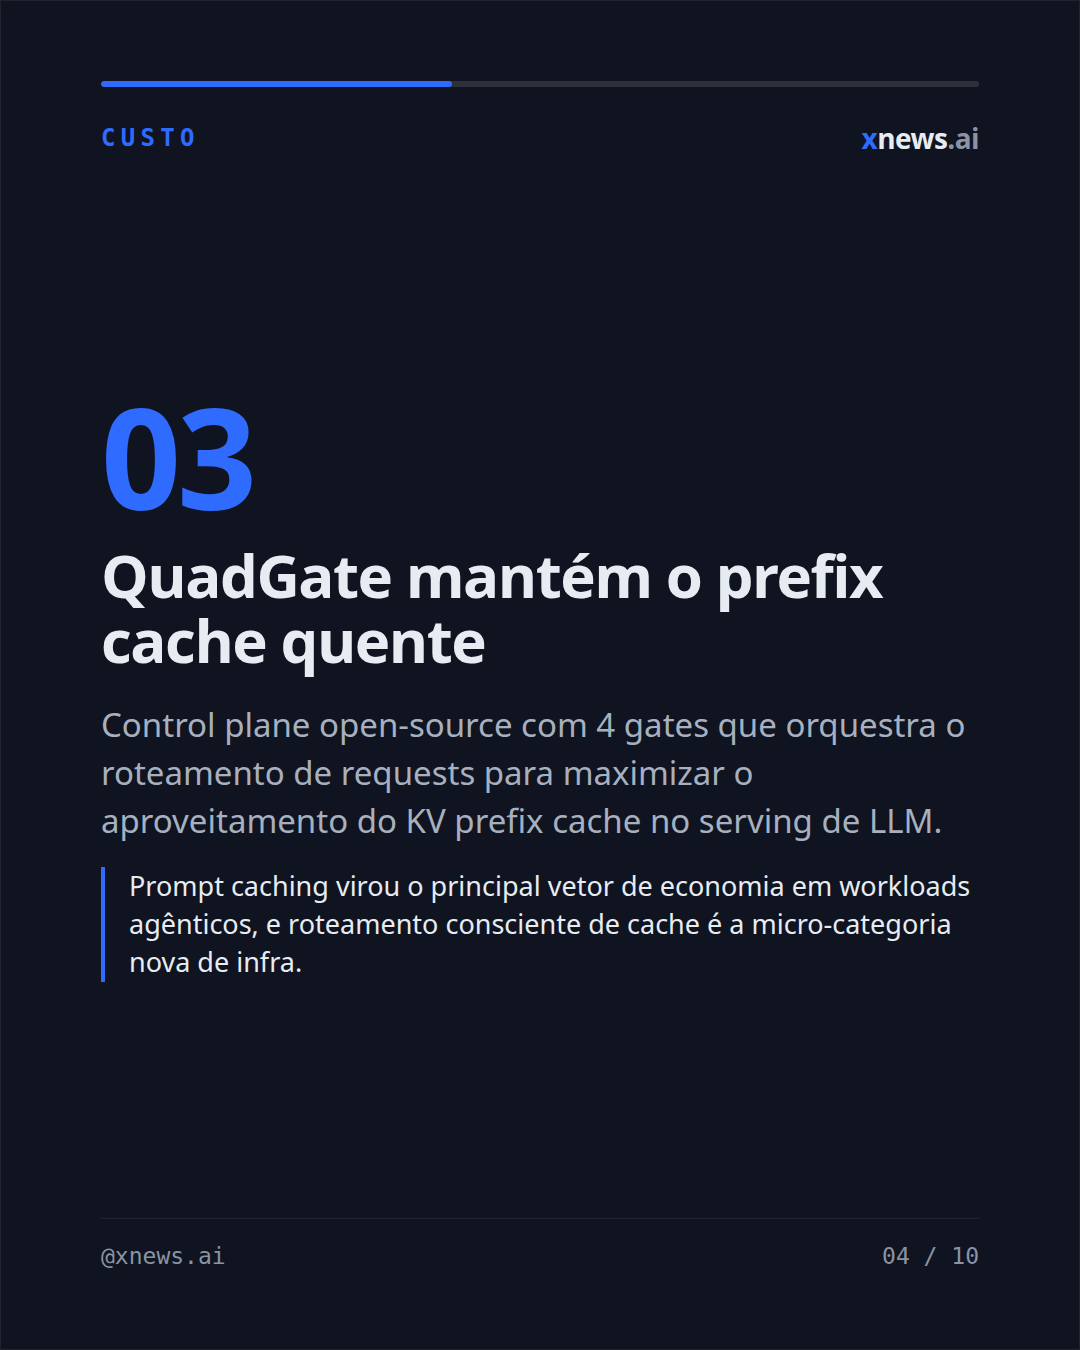 CUSTO
xnews.ai
03
QuadGate mantém o prefix
cache quente
Control plane open-source com 4 gates que orquestra o
roteamento de requests para maximizar o
aproveitamento do KV prefix cache no serving de LLM.
Prompt caching virou o principal vetor de economia em workloads
agênticos, e roteamento consciente de cache é a micro-categoria
nova de infra.
@xnews.ai
04 / 10